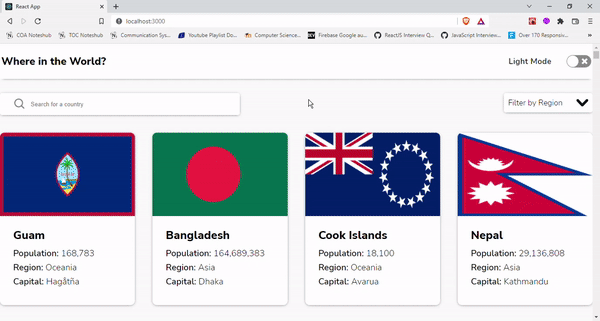 React App
localhost:3000
COA Noteshub
TOC Noteshub
Communication Sys...
Youtube Playlist Do...
Computer Science...
Firebase Google au...
ReactJS Interview Q...
JavaScript Interview...
Over 170 Responsiv...
Where in the World?
Light Mode
Search for a country
Filter by Region
Guam
Population: 168,783
Region: Oceania
Capital: Hagåtña
Bangladesh
Population: 164,689,383
Region: Asia
Capital: Dhaka
Cook Islands
Population: 18,100
Region: Oceania
Capital: Avarua
Nepal
Population: 29,136,808
Region: Asia
Capital: Kathmandu